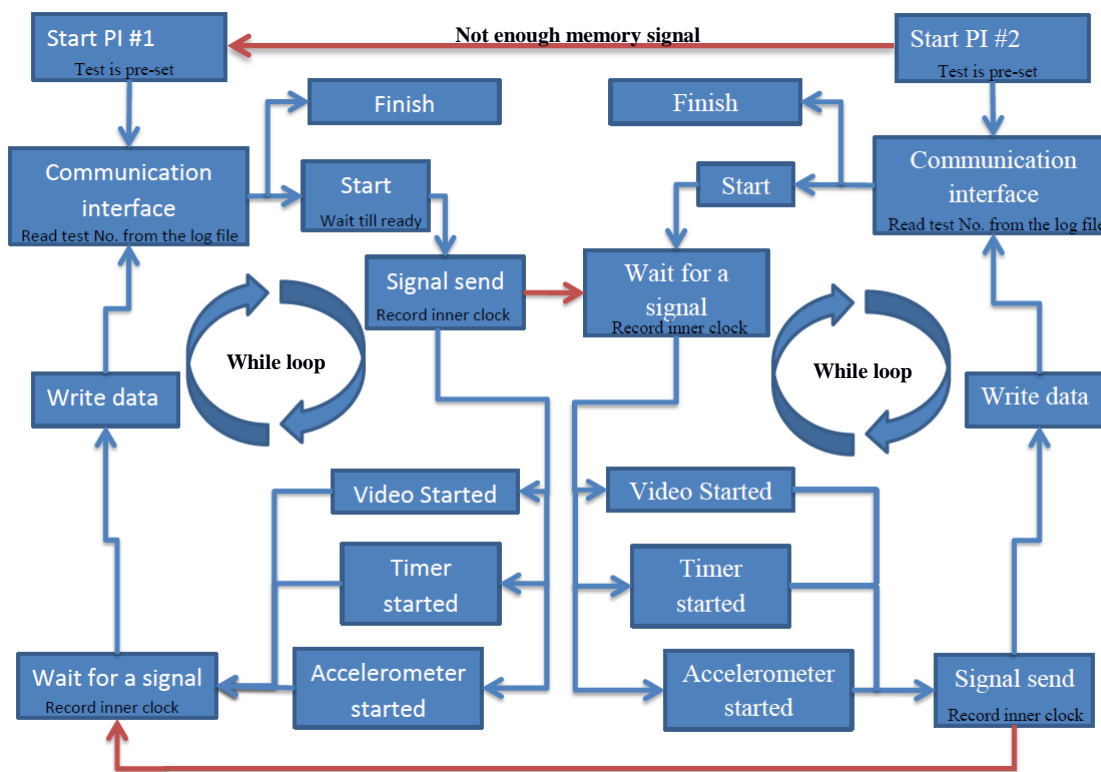 Start PI #1
Test is pre-set
Not enough memory signal
Start PI #2
Test is pre-set
Finish
Finish
Communication
interface
Read test No. from the log file
Start
Wait till ready
Start
Communication
interface
Read test No. from the log file
Signal send
Record inner clock
Wait for a
signal
Record inner clock
While loop
While loop
Write data
Write data
Video Started
Video Started
Timer
started
Timer
started
Wait for a signal
Record inner clock
Accelerometer
started
Accelerometer
started
Signal send
Record inner clock